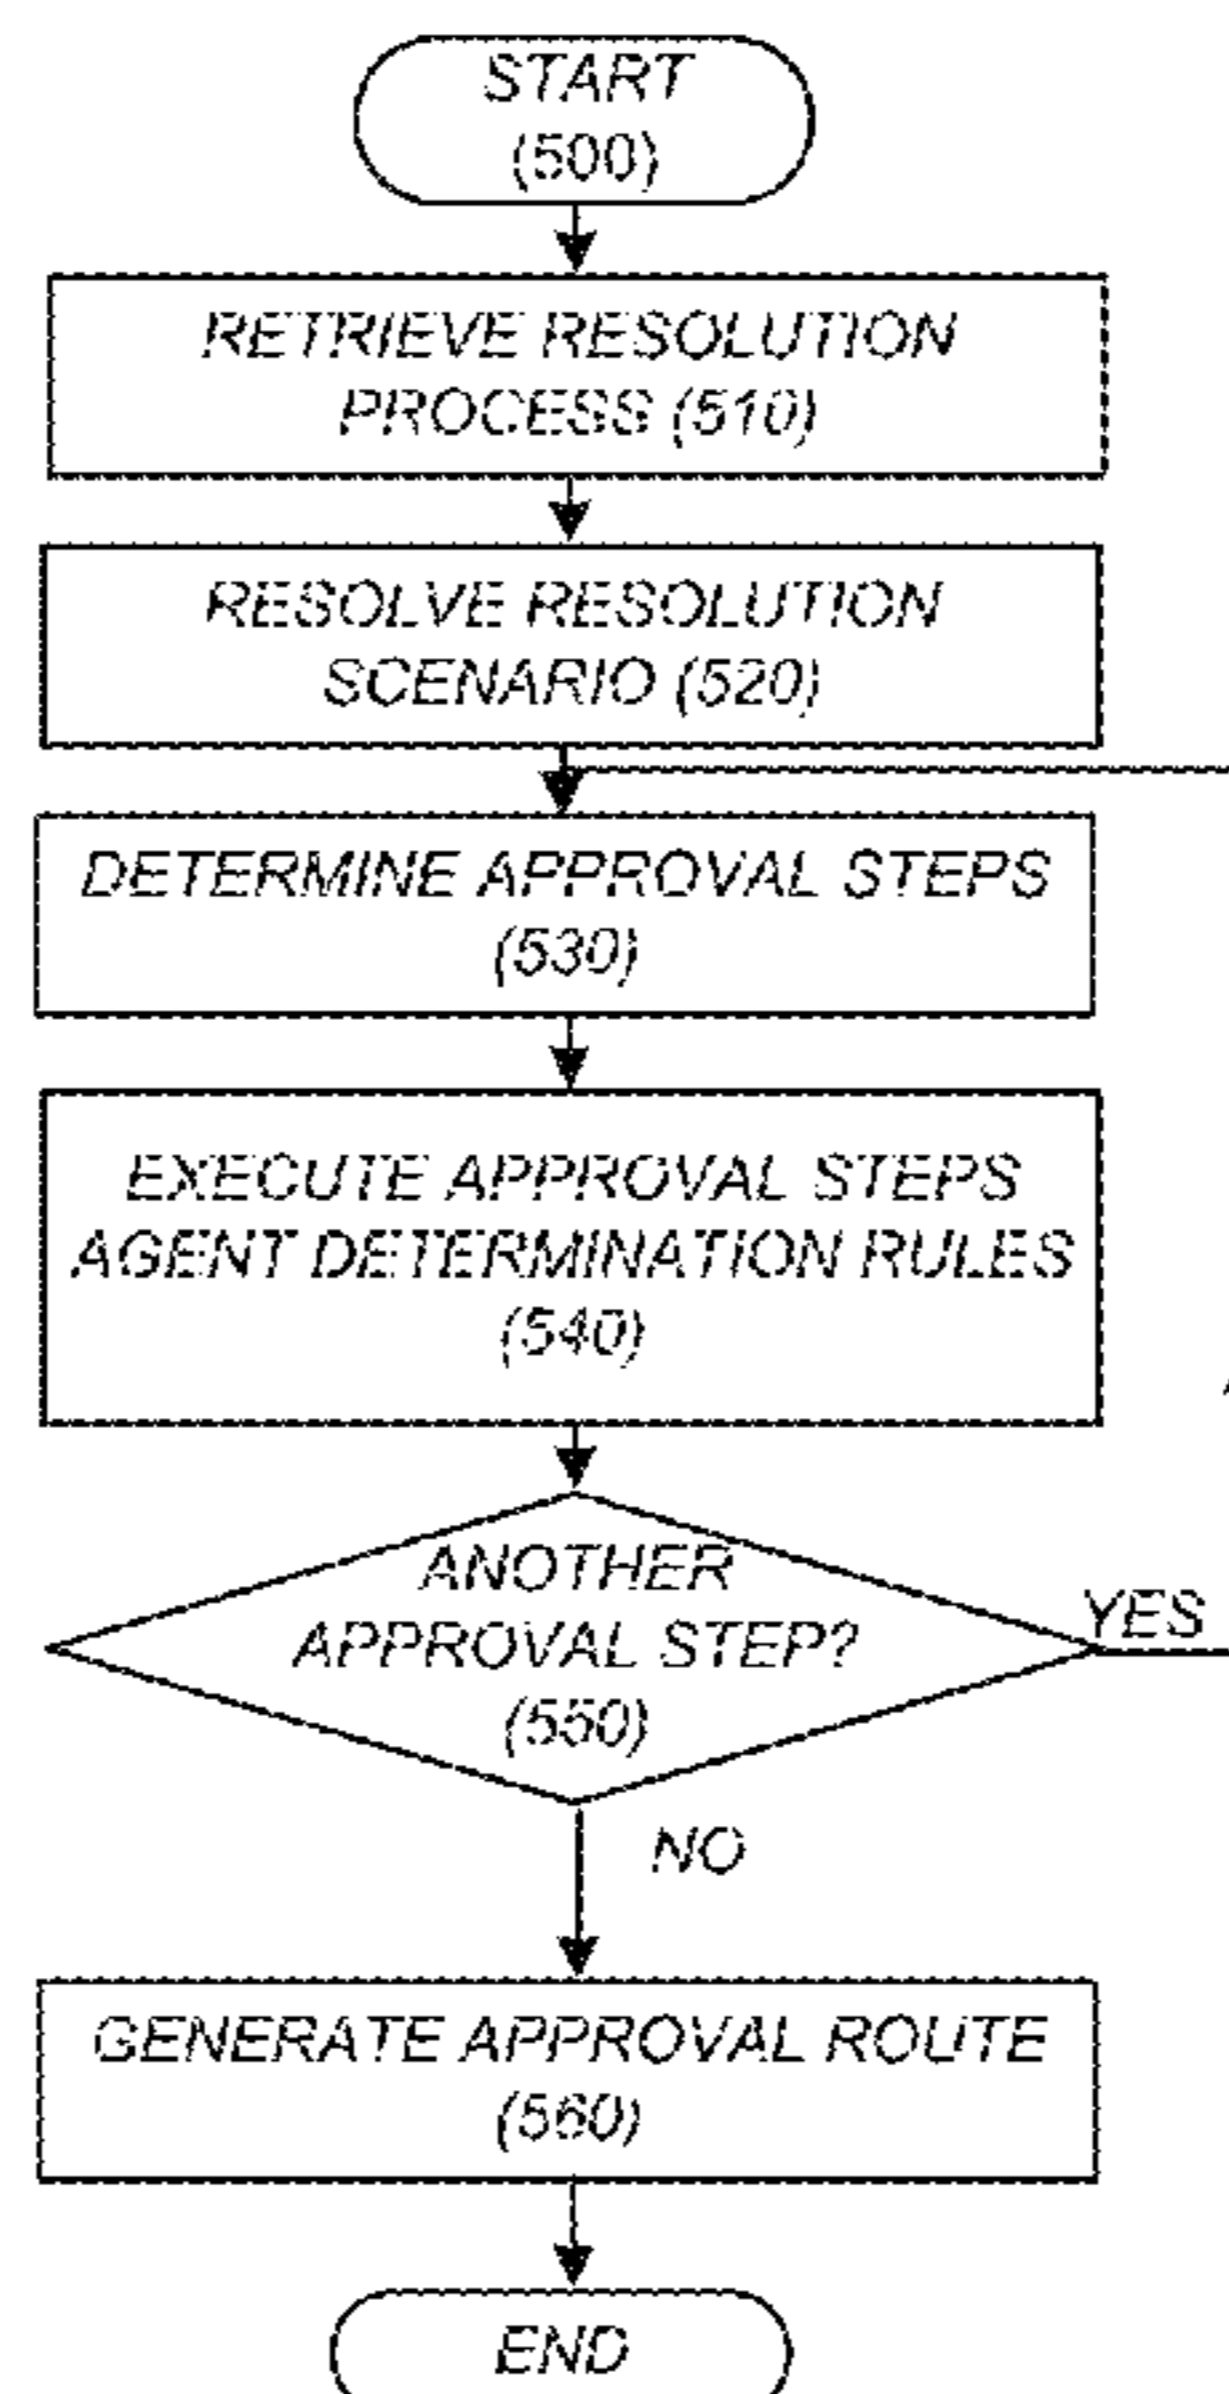 START
(500)
RETRIEVE RESOLUTION
PROCESS (510)
RESOLVE RESOLUTION
SCENARIO (520)
DETERMINE APPROVAL STEPS
(530)
EXECUTE APPROVAL STEPS
AGENT DETERMINATION RULES
(540)
ANOTHER
APPROVAL STEP?
(550)
YES
NO
GENERATE APPROVAL ROUTE
(560)
END